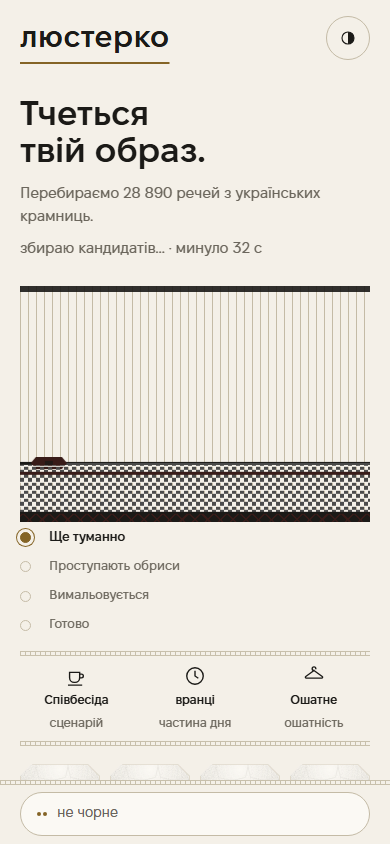 люстерко
Тчеться
твій образ.
Перебираємо 28 890 речей з українських
крамниць.
збираю кандидатів... · минуло 32 с
Ще туманно
Проступають обриси
Вимальовується
Готово
Співбесіда
сценарій
вранці
частина дня
Ошатне
ошатність
не чорне